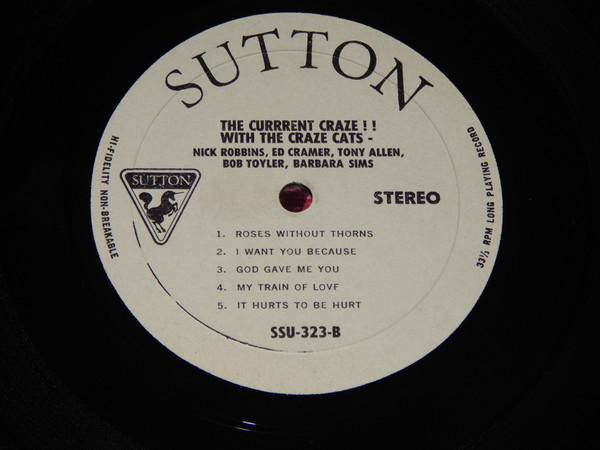 SUTTON
THE CURRRENT CRAZE ! !
WITH THE CRAZE CATS -
NICK ROBBINS, ED CRAMER, TONY ALLEN,
BOB TOYLER, BARBARA SIMS
SUTTON
STEREO
HI-FIDELITY NON-BREAKABLE
33⅓ RPM LONG PLAYING RECORD
1. ROSES WITHOUT THORNS
2. I WANT YOU BECAUSE
3. GOD GAVE ME YOU
4. MY TRAIN OF LOVF
5. IT HURTS TO BE HURT
SSU-323-B